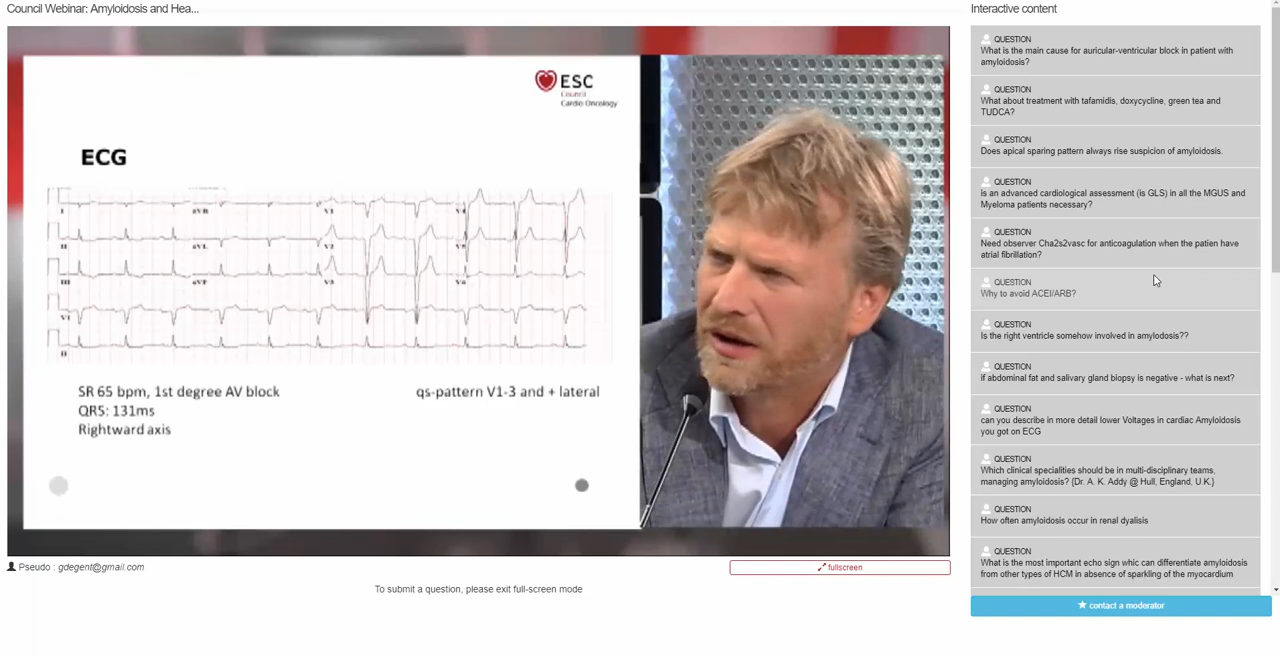 Council Webinar: Amyloidosis and Hea...
ESC
Council
Cardio Oncology
ECG
I
aVR
V1
V4
II
aVL
V2
V5
III
aVF
V3
V6
V1
II
SR 65 bpm, 1st degree AV block
QRS: 131ms
Rightward axis
qs-pattern V1-3 and + lateral
Pseudo : gdegent@gmail.com
fullscreen
To submit a question, please exit full-screen mode
Interactive content
QUESTION
What is the main cause for auricular-ventricular block in patient with
amyloidosis?
QUESTION
What about treatment with tafamidis, doxycycline, green tea and
TUDCA?
QUESTION
Does apical sparing pattern always rise suspicion of amyloidosis.
QUESTION
is an advanced cardiological assessment (is GLS) in all the MGUS and
Myeloma patients necessary?
QUESTION
Need observer Cha2s2vasc for anticoagulation when the patien have
atrial fibrillation?
QUESTION
Why to avoid ACEI/ARB?
QUESTION
Is the right ventricle somehow involved in amylodosis??
QUESTION
if abdominal fat and salivary gland biopsy is negative - what is next?
QUESTION
can you describe in more detail lower Voltages in cardiac Amyloidosis
you got on ECG
QUESTION
Which clinical specialities should be in multi-disciplinary teams,
managing amyloidosis? {Dr. A. K. Addy @ Hull, England, U.K.}
QUESTION
How often amyloidosis occur in renal dyalisis
QUESTION
What is the most important echo sign whic can differentiate amyloidosis
from other types of HCM in absence of sparkling of the myocardium
contact a moderator